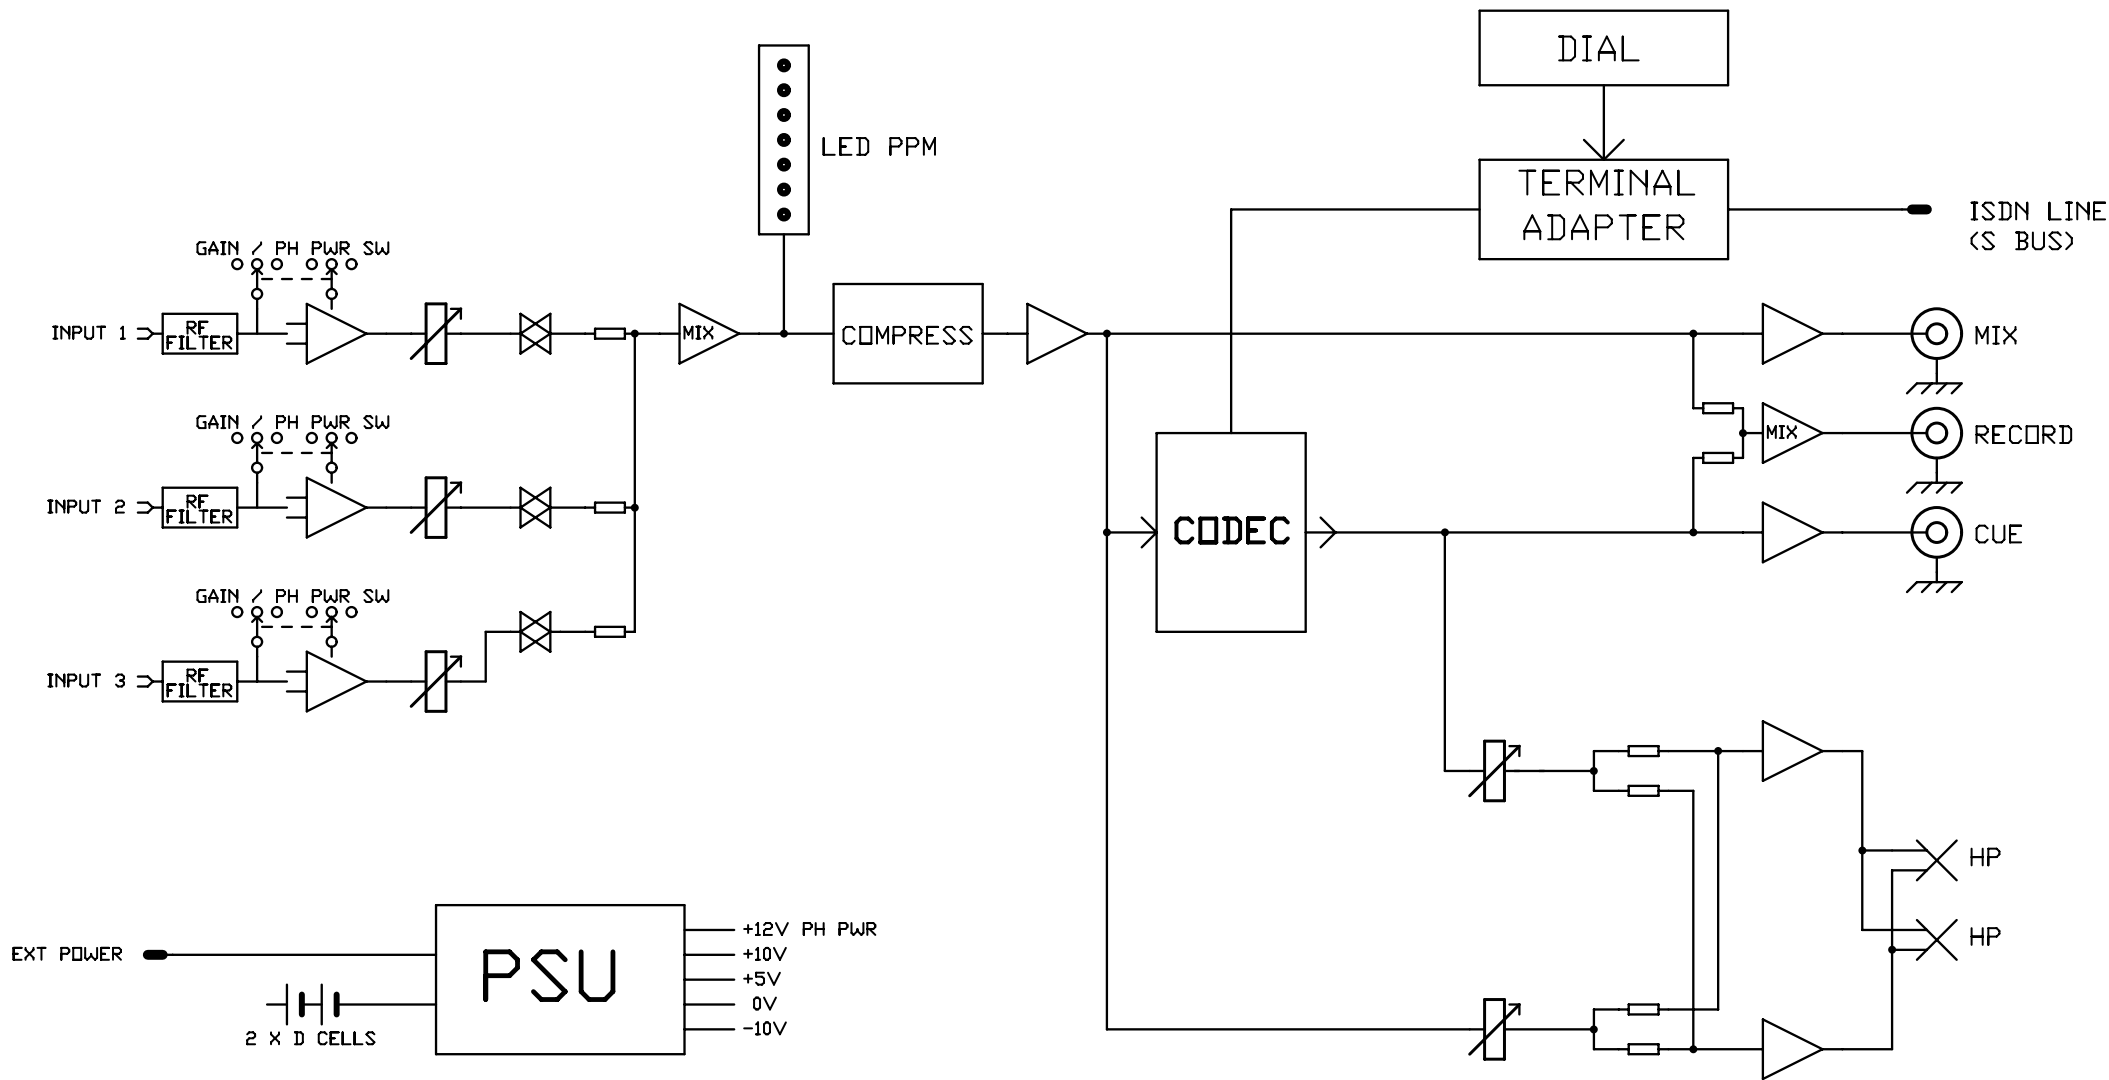 DIAL
LED PPM
TERMINAL
ADAPTER
ISDN LINE
(S BUS)
GAIN / PH PWR SW
INPUT 1
RF
FILTER
MIX
COMPRESS
MIX
GAIN / PH PWR SW
MIX
RECORD
INPUT 2
RF
FILTER
CODEC
CUE
GAIN / PH PWR SW
INPUT 3
RF
FILTER
HP
HP
EXT POWER
2 X D CELLS
PSU
+12V PH PWR
+10V
+5V
0V
-10V